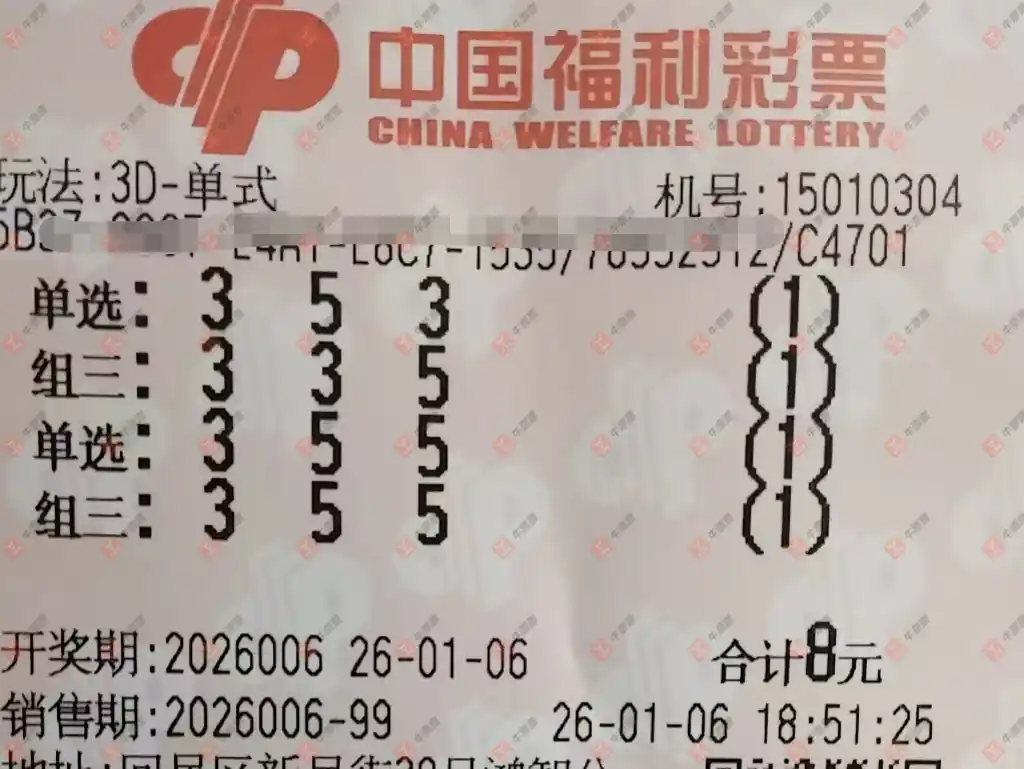 中国福利彩票
CHINA WELFARE LOTTERY
玩法:3D-单式 机号:15010304
/C4701
单选: 3 5 3 (1)
组三: 3 3 5 (1)
单选: 3 5 5 (1)
组三: 3 5 5 (1)
开奖期:2026006 26-01-06 合计8元
销售期:2026006-99 26-01-06 18:51:25